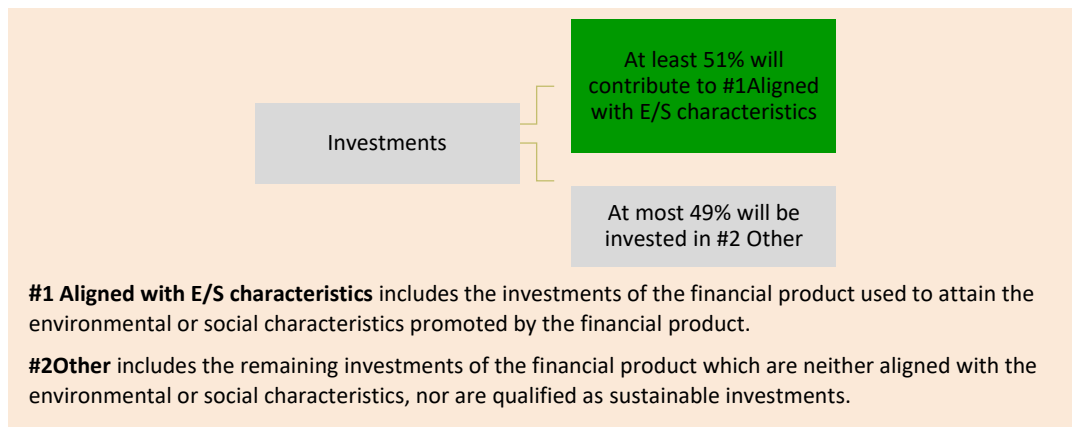 At least 51% will
contribute to #1Aligned
with E/S characteristics
Investments
At most 49% will be
invested in #2 Other
#1 Aligned with E/S characteristics includes the investments of the financial product used to attain the
environmental or social characteristics promoted by the financial product.
#2Other includes the remaining investments of the financial product which are neither aligned with the
environmental or social characteristics, nor are qualified as sustainable investments.